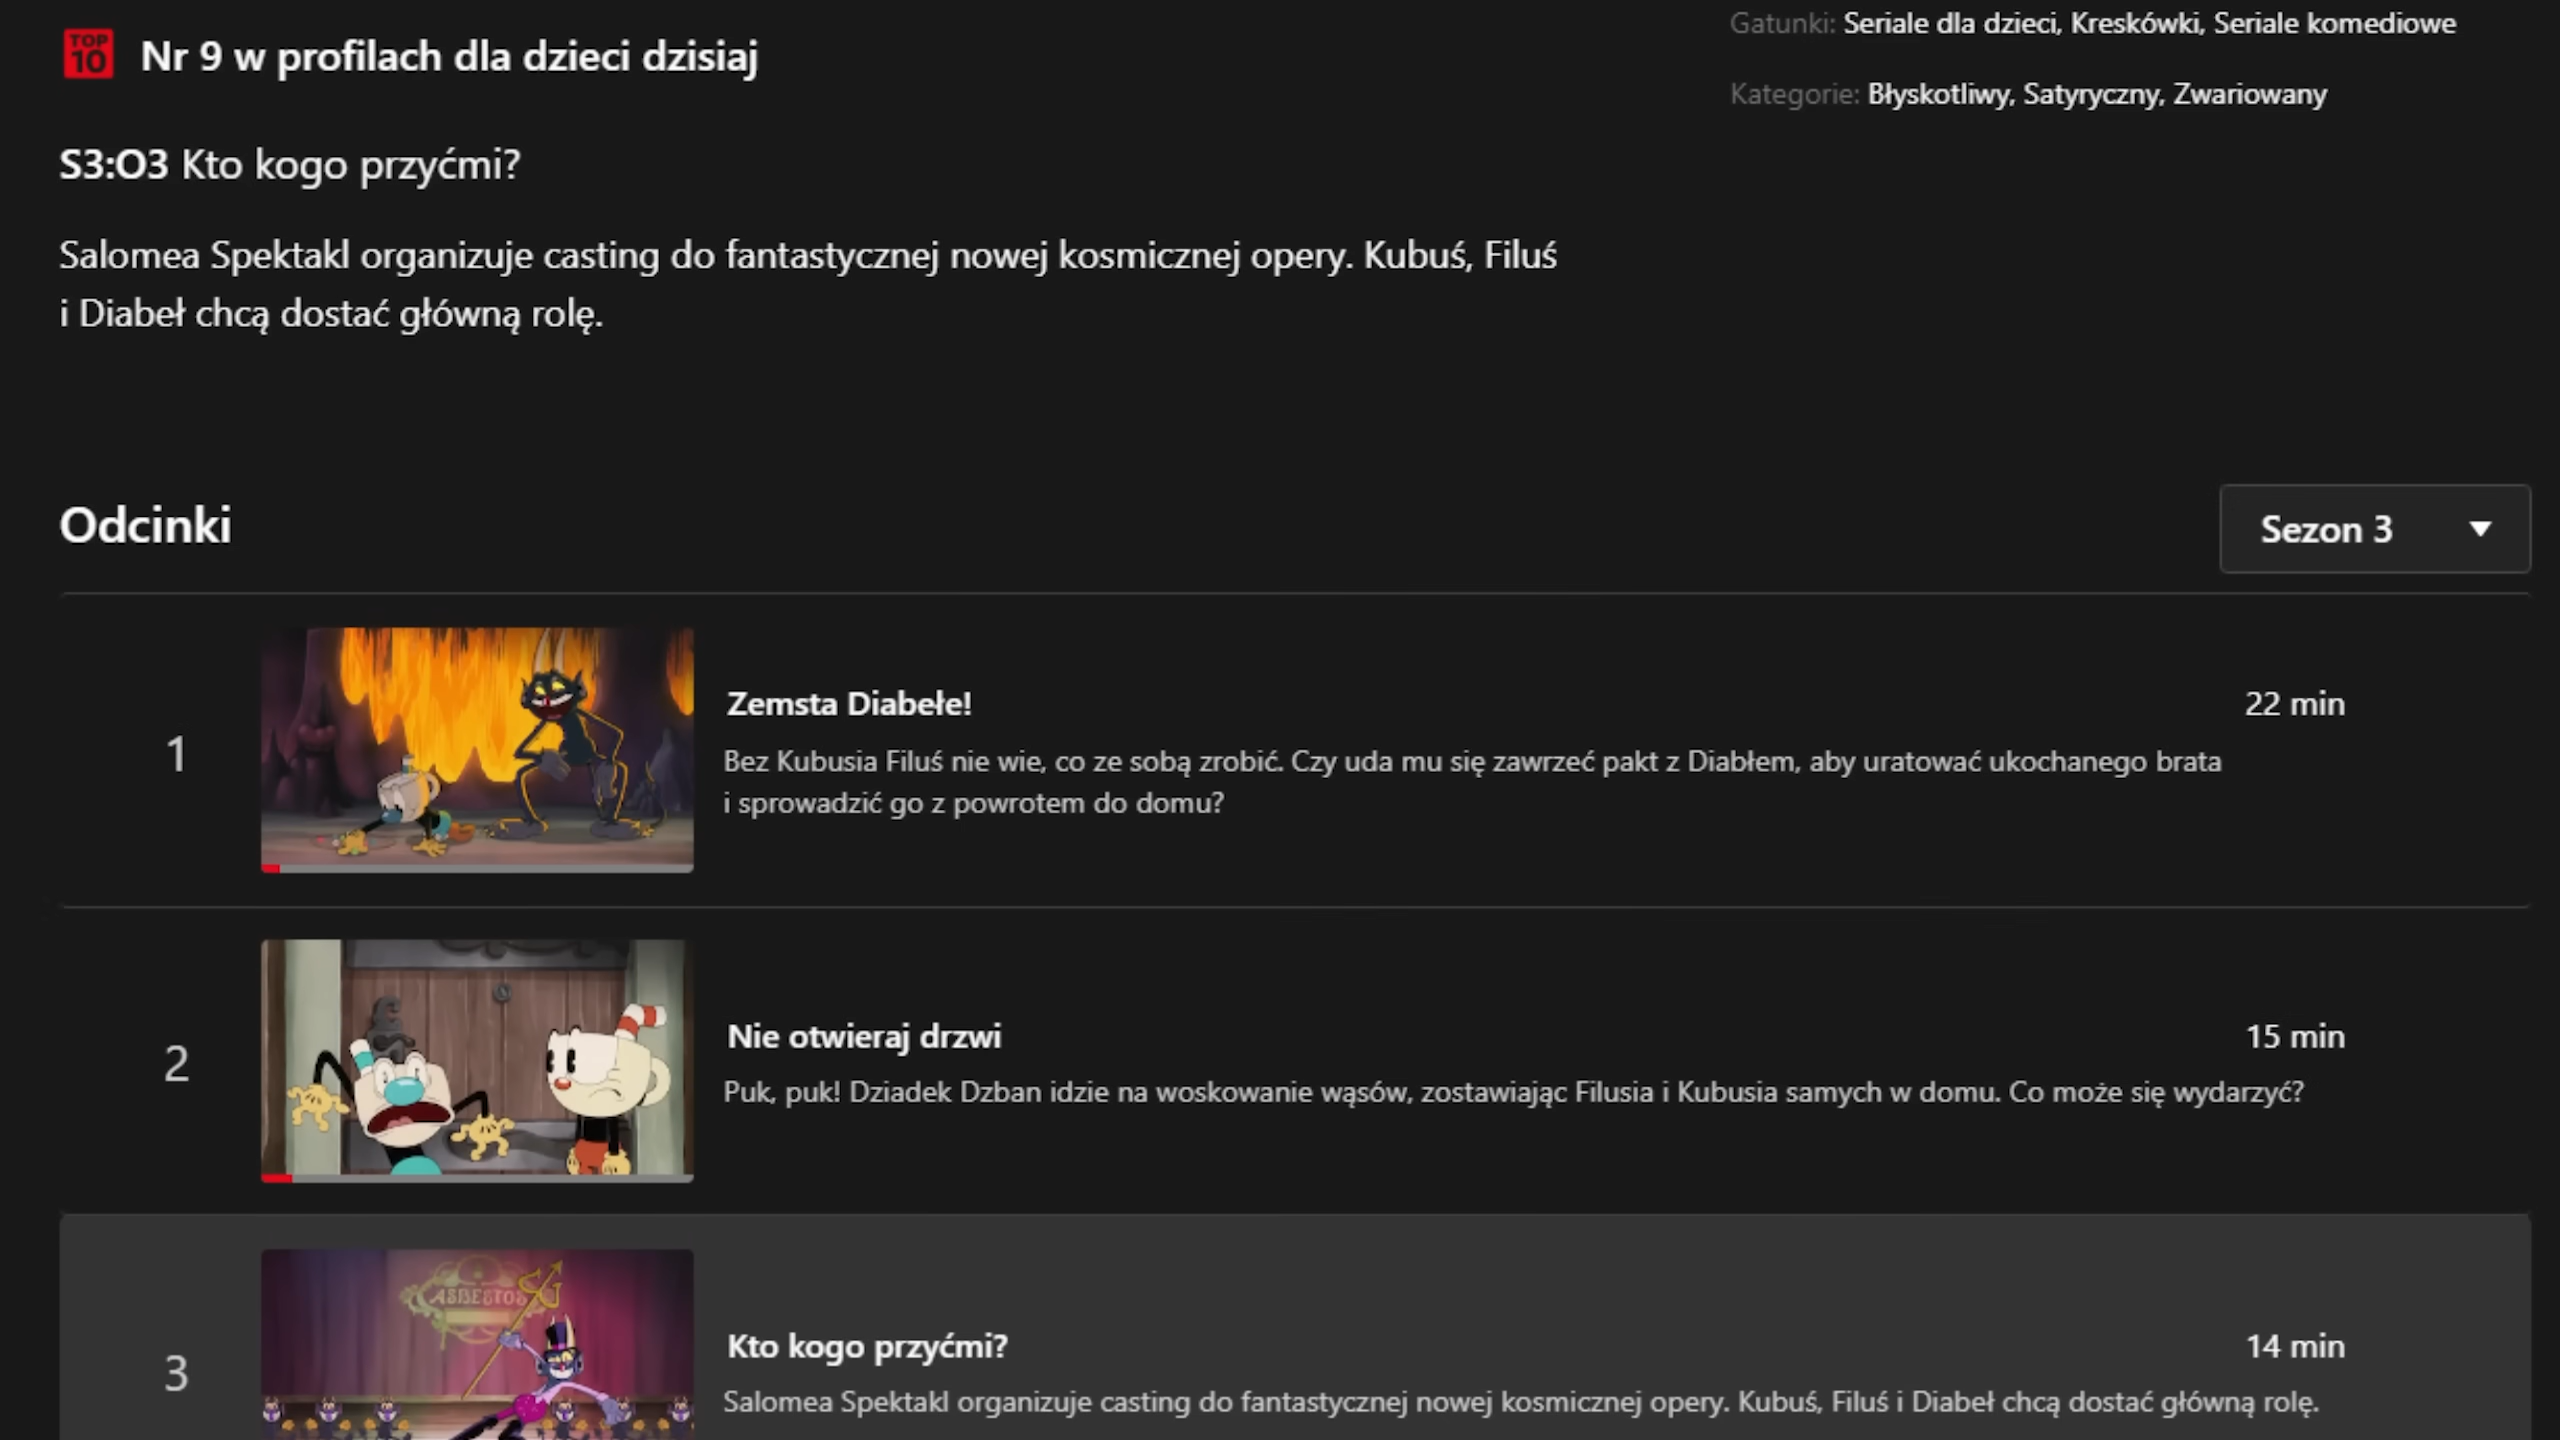 TOP
10
Nr 9 w profilach dla dzieci dzisiaj
Gatunki: Seriale dla dzieci, Kreskówki, Seriale komediowe
Kategorie: Błyskotliwy, Satyryczny, Zwariowany
S3:O3 Kto kogo przyćmi?
Salomea Spektakl organizuje casting do fantastycznej nowej kosmicznej opery. Kubuś, Filuś
i Diabeł chcą dostać główną rolę.
Odcinki
Sezon 3
1
Zemsta Diabełe!
22 min
Bez Kubusia Filuś nie wie, co ze sobą zrobić. Czy uda mu się zawrzeć pakt z Diabłem, aby uratować ukochanego brata
i sprowadzić go z powrotem do domu?
2
Nie otwieraj drzwi
15 min
Puk, puk! Dziadek Dzban idzie na woskowanie wąsów, zostawiając Filusia i Kubusia samych w domu. Co może się wydarzyć?
ASBESTOS
3
Kto kogo przyćmi?
14 min
Salomea Spektakl organizuje casting do fantastycznej nowej kosmicznej opery. Kubuś, Filuś i Diabeł chcą dostać główną rolę.